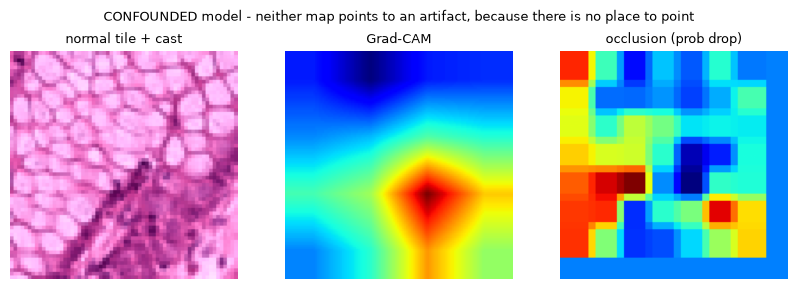 CONFOUNDED model - neither map points to an artifact, because there is no place to point
normal tile + cast
Grad-CAM
occlusion (prob drop)